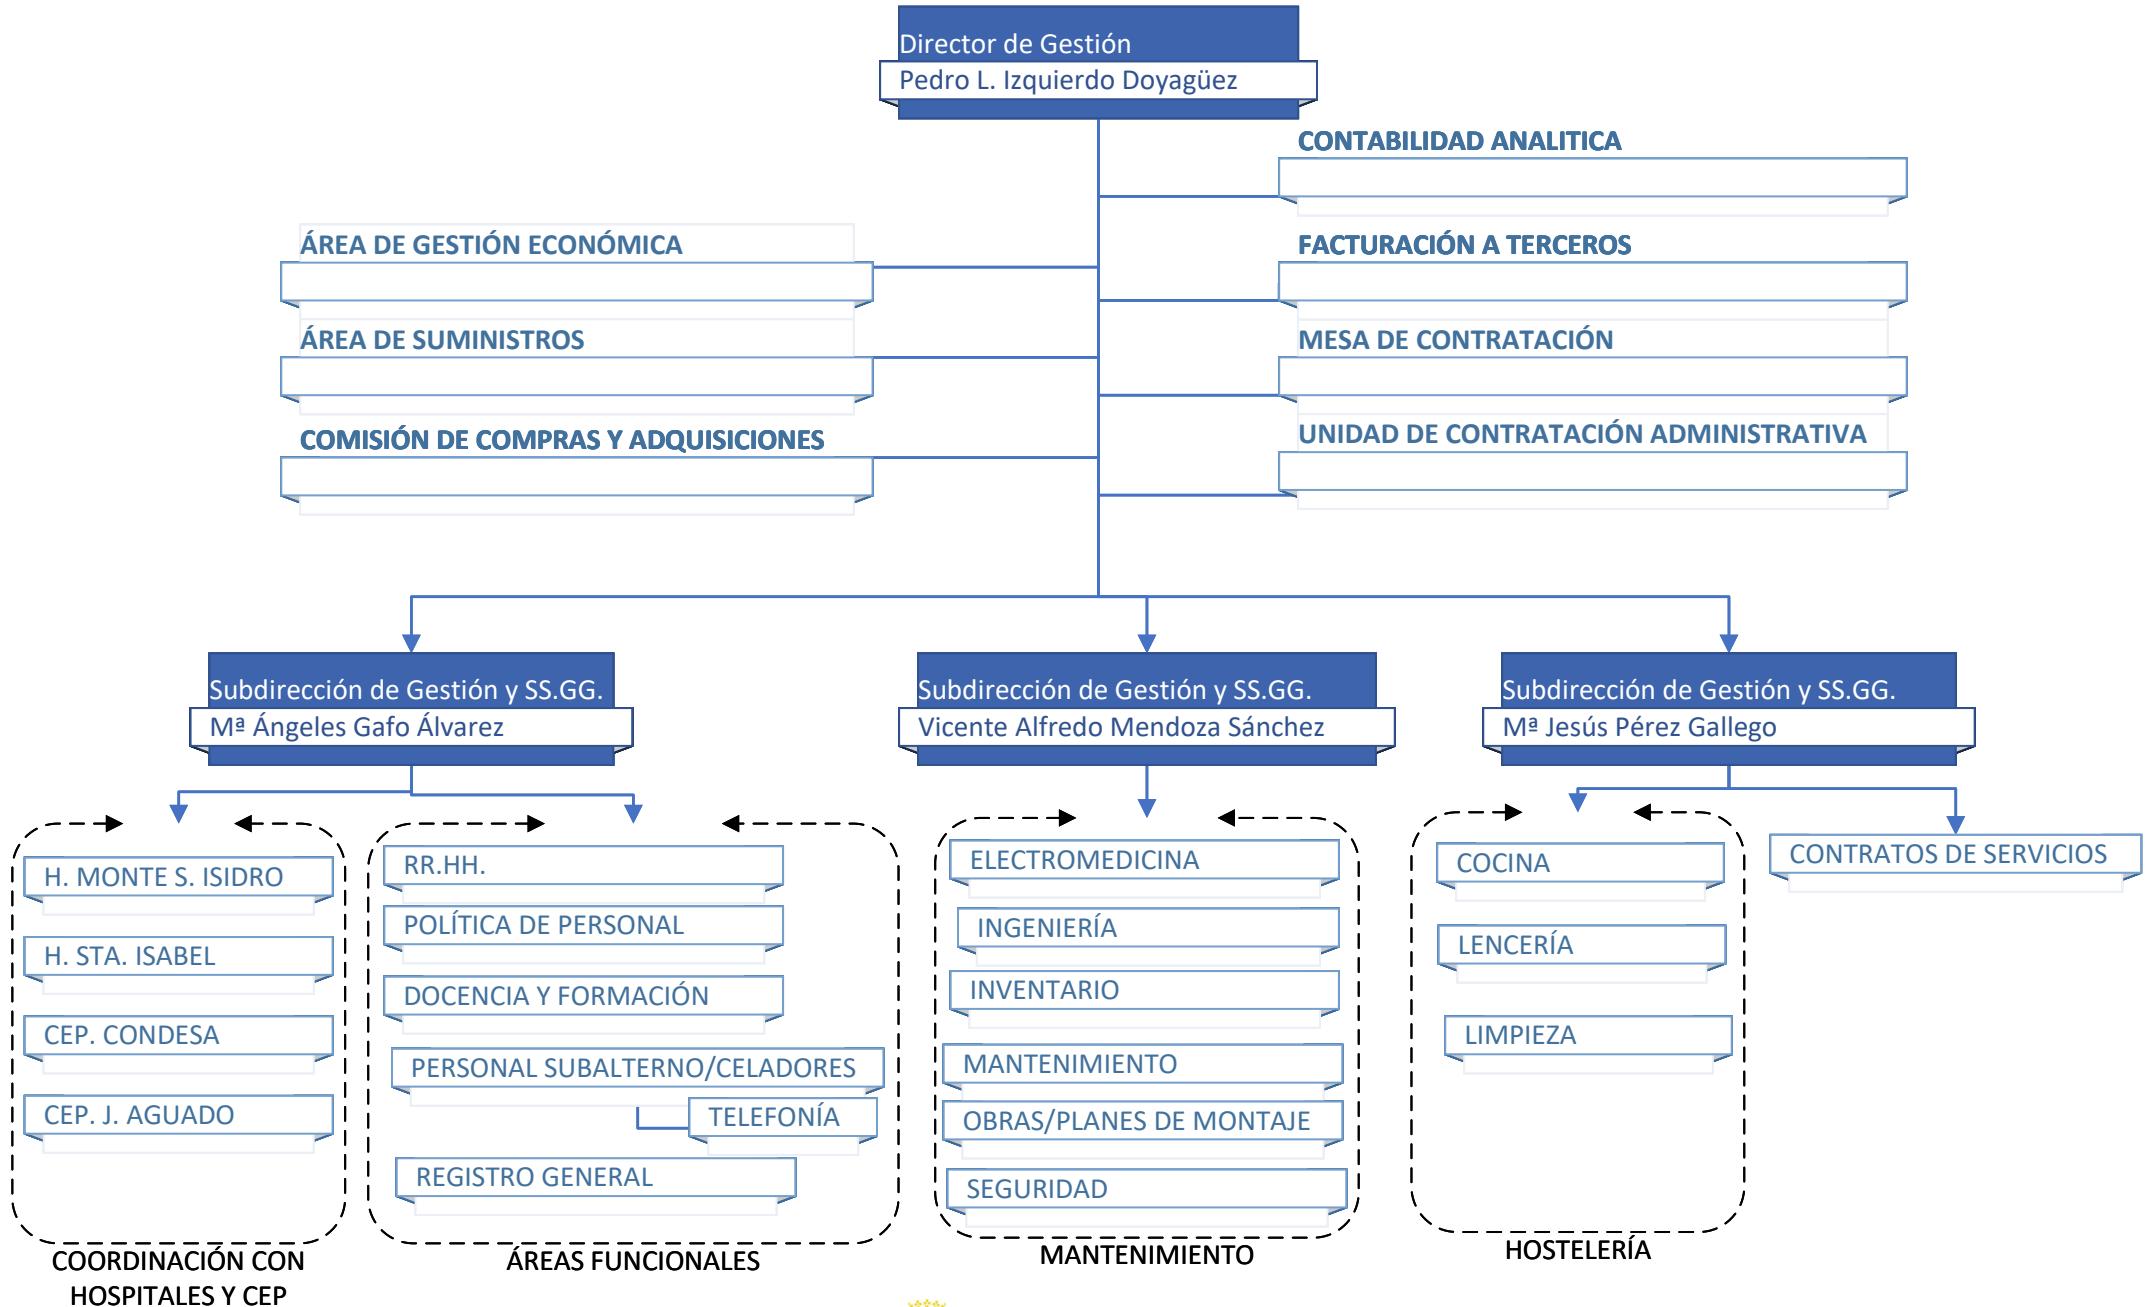 Director de Gestión
Pedro L. Izquierdo Doyagüez
CONTABILIDAD ANALITICA
ÁREA DE GESTIÓN ECONÓMICA
FACTURACIÓN A TERCEROS
ÁREA DE SUMINISTROS
MESA DE CONTRATACIÓN
COMISIÓN DE COMPRAS Y ADQUISICIONES
UNIDAD DE CONTRATACIÓN ADMINISTRATIVA
Subdirección de Gestión y SS.GG.
Mª Ángeles Gafo Álvarez
Subdirección de Gestión y SS.GG.
Vicente Alfredo Mendoza Sánchez
Subdirección de Gestión y SS.GG.
Mª Jesús Pérez Gallego
H. MONTE S. ISIDRO
H. STA. ISABEL
CEP. CONDESA
CEP. J. AGUADO
COORDINACIÓN CON
HOSPITALES Y CEP
RR.HH.
POLÍTICA DE PERSONAL
DOCENCIA Y FORMACIÓN
PERSONAL SUBALTERNO/CELADORES
TELEFONÍA
REGISTRO GENERAL
ÁREAS FUNCIONALES
ELECTROMEDICINA
INGENIERÍA
INVENTARIO
MANTENIMIENTO
OBRAS/PLANES DE MONTAJE
SEGURIDAD
MANTENIMIENTO
COCINA
LENCERÍA
LIMPIEZA
HOSTELERÍA
CONTRATOS DE SERVICIOS